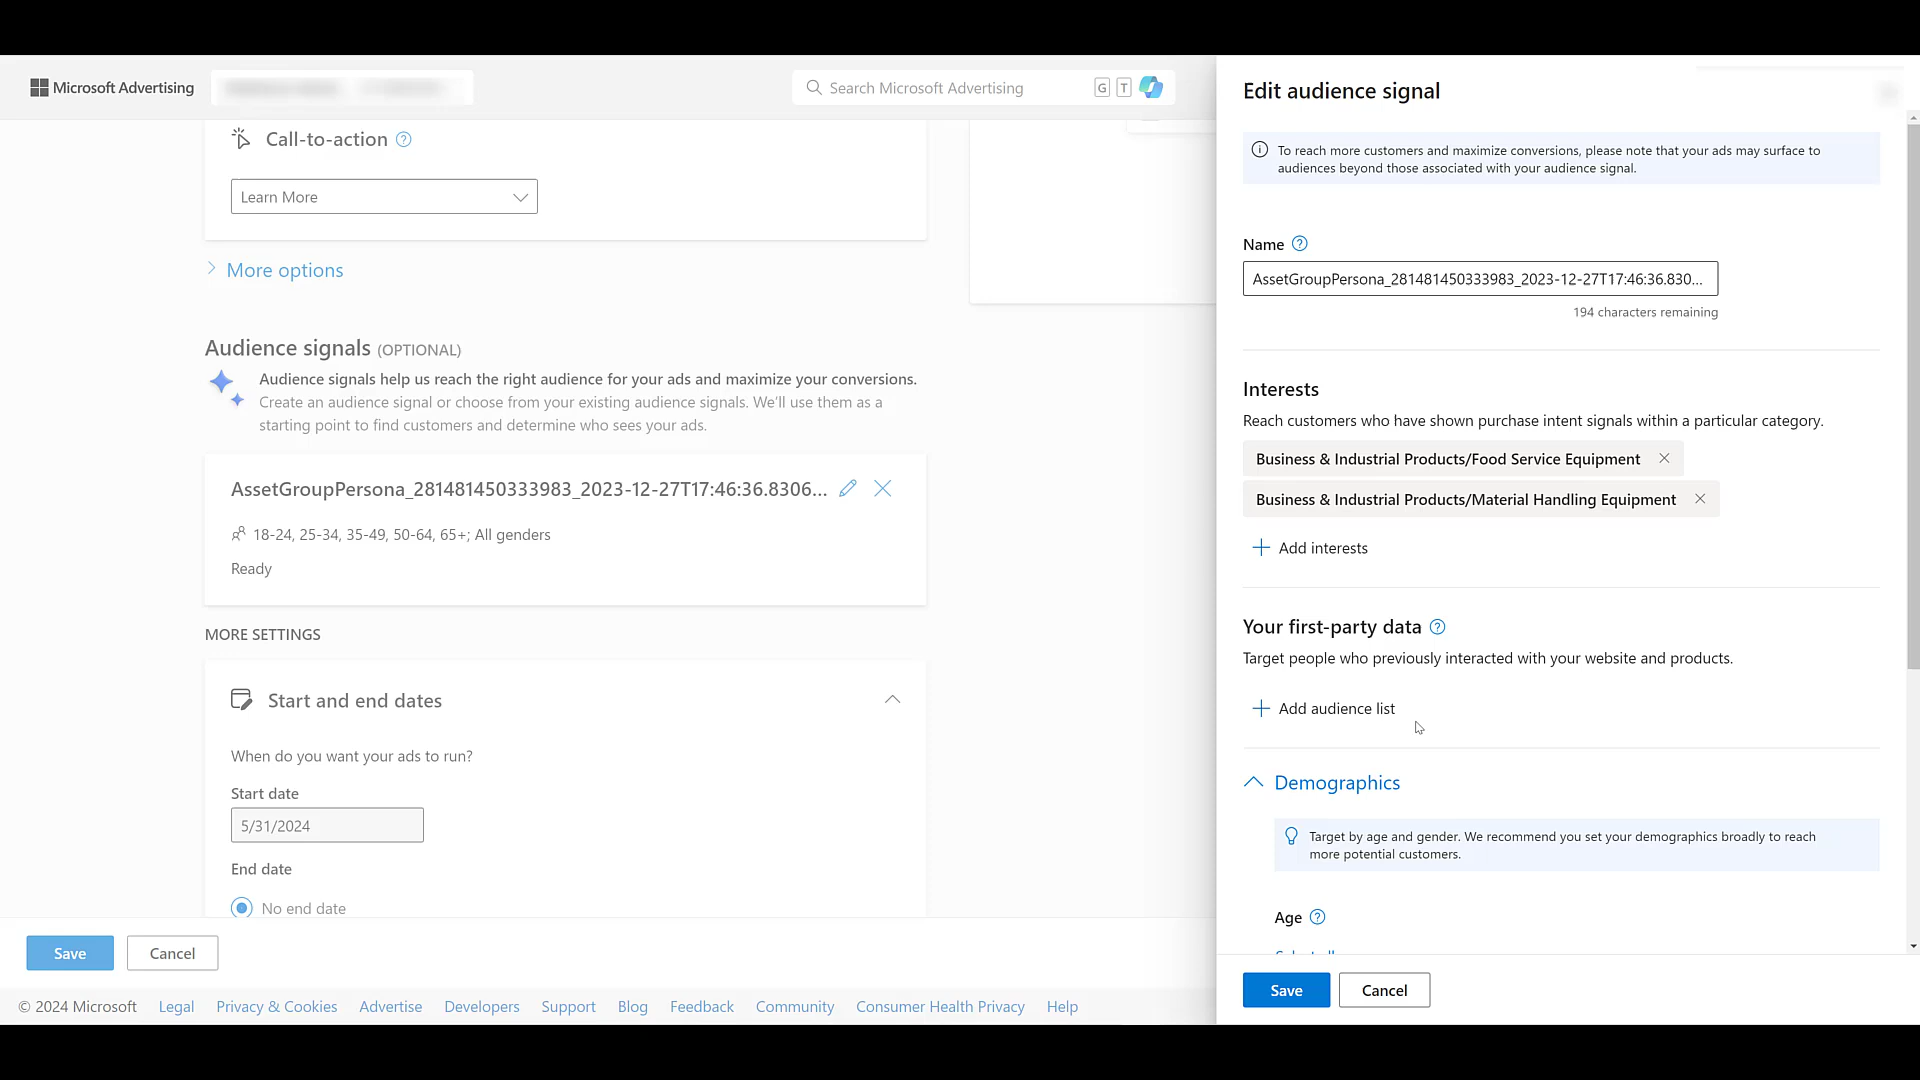 Microsoft Advertising
Search Microsoft Advertising
G T
Call-to-action
Learn More
More options
Audience signals (OPTIONAL)
Audience signals help us reach the right audience for your ads and maximize your conversions.
Create an audience signal or choose from your existing audience signals. We'll use them as a
starting point to find customers and determine who sees your ads.
AssetGroupPersona_281481450333983_2023-12-27T17:46:36.8306...
18-24, 25-34, 35-49, 50-64, 65+; All genders
Ready
MORE SETTINGS
Start and end dates
When do you want your ads to run?
Start date
5/31/2024
End date
No end date
Save
Cancel
© 2024 Microsoft
Legal
Privacy & Cookies
Advertise
Developers
Support
Blog
Feedback
Community
Consumer Health Privacy
Help
Edit audience signal
To reach more customers and maximize conversions, please note that your ads may surface to
audiences beyond those associated with your audience signal.
Name
AssetGroupPersona_281481450333983_2023-12-27T17:46:36.830...
194 characters remaining
Interests
Reach customers who have shown purchase intent signals within a particular category.
Business & Industrial Products/Food Service Equipment
Business & Industrial Products/Material Handling Equipment
Add interests
Your first-party data
Target people who previously interacted with your website and products.
Add audience list
Demographics
Target by age and gender. We recommend you set your demographics broadly to reach
more potential customers.
Age
Save
Cancel